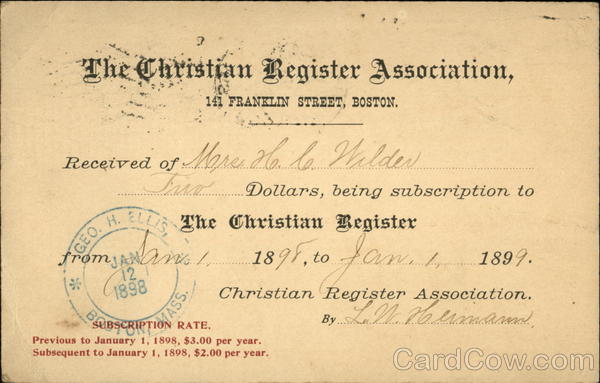 The Christian Register Association,
141 FRANKLIN STREET, BOSTON.
Received of Mrs H. C. Wilder
Two Dollars, being subscription to
The Christian Register
from Jan. 1, 1898, to Jan. 1, 1899.
Christian Register Association.
By L. W. Hermann
GEO. H. ELLIS,
JAN
12
1898
BOSTON, MASS.
SUBSCRIPTION RATE.
Previous to January 1, 1898, $3.00 per year.
Subsequent to January 1, 1898, $2.00 per year.
CardCow.com